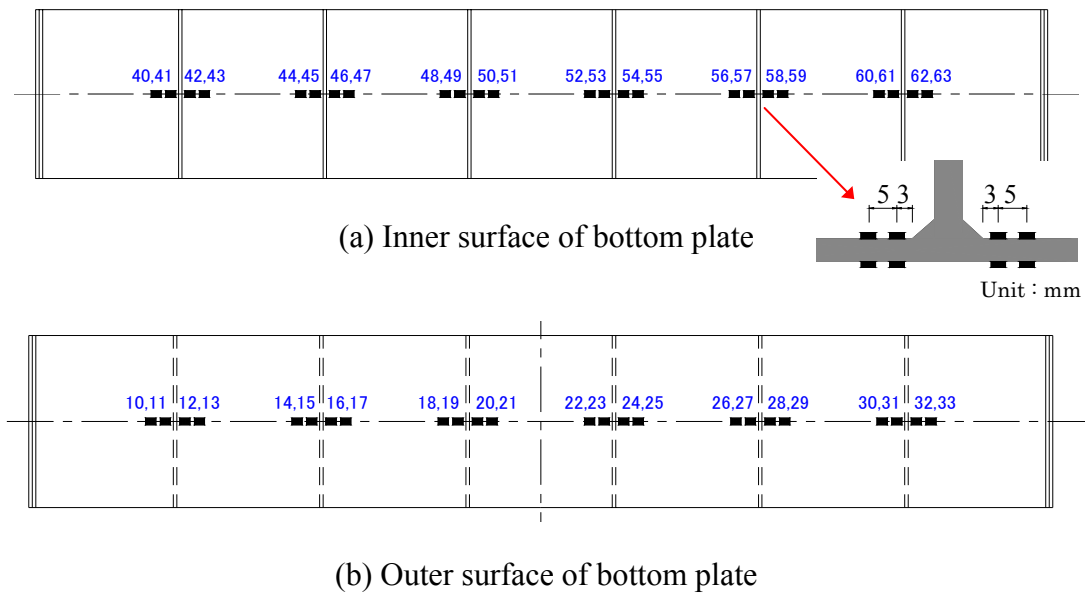 40,41 42,43 44,45 46,47 48,49 50,51 52,53 54,55 56,57 58,59 60,61 62,63
5 3 3 5
(a) Inner surface of bottom plate
Unit : mm
10,11 12,13 14,15 16,17 18,19 20,21 22,23 24,25 26,27 28,29 30,31 32,33
(b) Outer surface of bottom plate